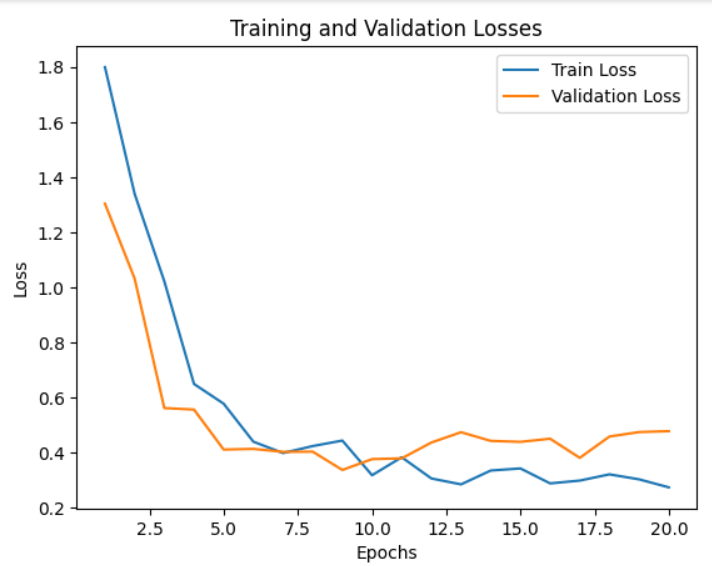 Training and Validation Losses
Train Loss
Validation Loss
1.8
1.6
1.4
1.2
1.0
0.8
0.6
0.4
0.2
Loss
2.5 5.0 7.5 10.0 12.5 15.0 17.5 20.0
Epochs